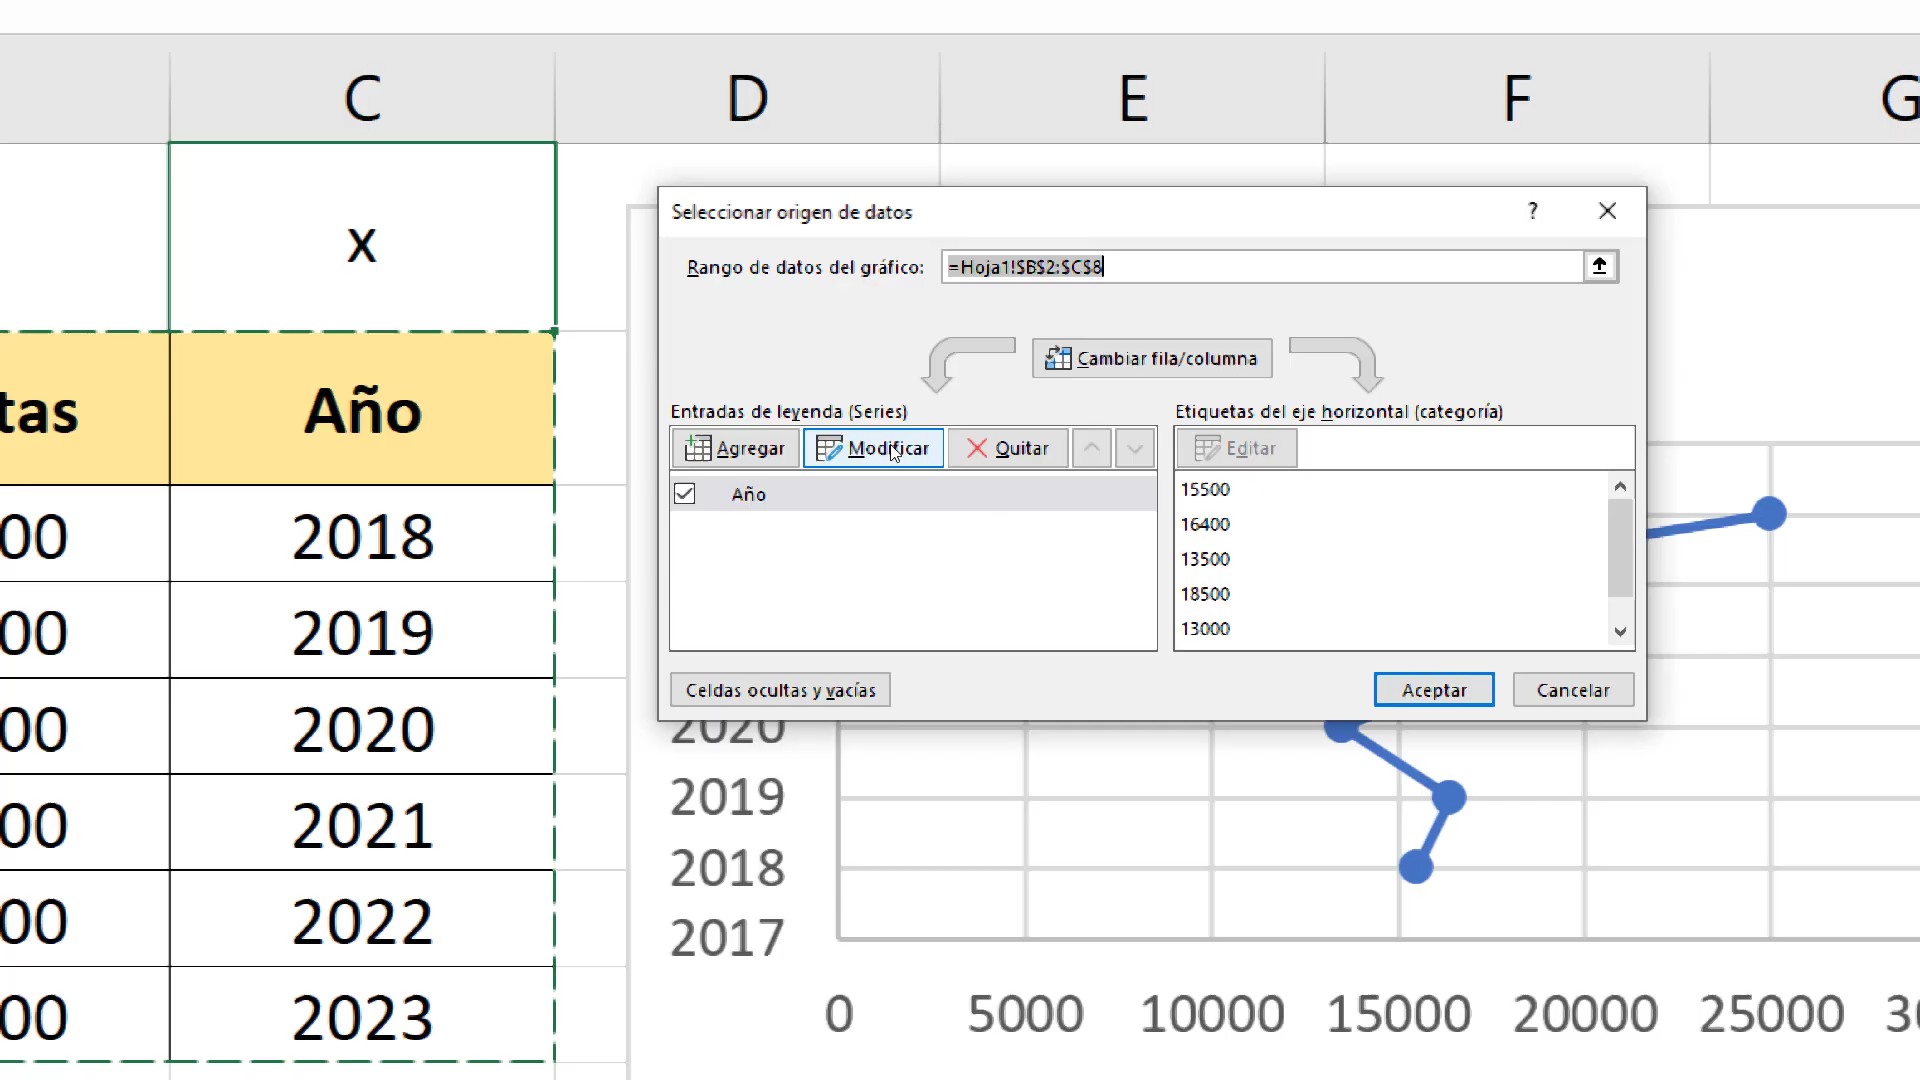 C D E F G
x
Seleccionar origen de datos ?
Rango de datos del gráfico: =Hoja1!$B$2:$C$8
Cambiar fila/columna
Entradas de leyenda (Series)
Agregar Modificar Quitar
Año
Etiquetas del eje horizontal (categoría)
Editar
15500
16400
13500
18500
13000
Celdas ocultas y vacías Aceptar Cancelar
tas Año
00 2018
00 2019
00 2020
00 2021
00 2022
00 2023
2020
2019
2018
2017
0 5000 10000 15000 20000 25000